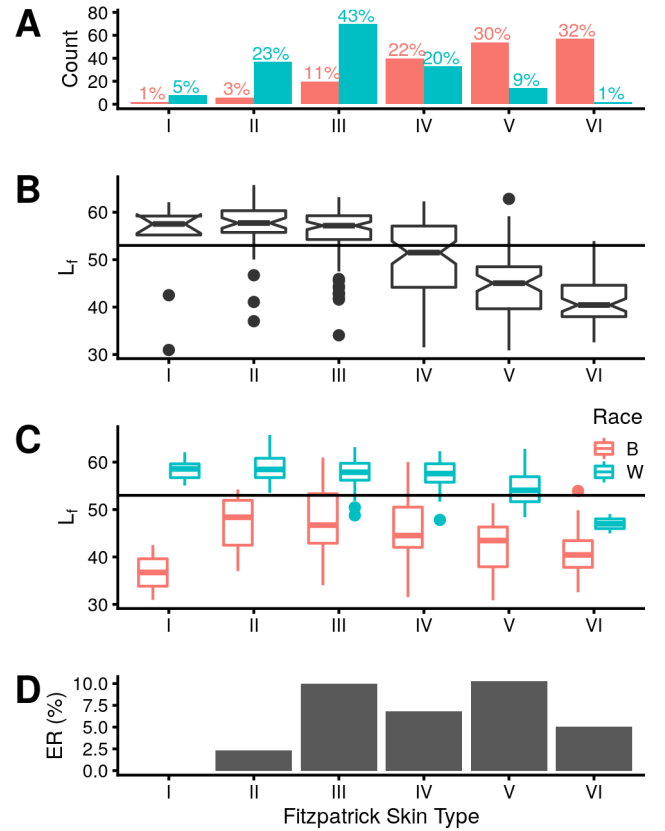 A
Count
80
60
40
20
0
1% 5% 3% 23% 11% 43% 22% 20% 30% 9% 32% 1%
I II III IV V VI
B
Lf
60
50
40
30
I II III IV V VI
Race
B
W
C
Lf
60
50
40
30
I II III IV V VI
D
ER (%)
10.0
7.5
5.0
2.5
0.0
I II III IV V VI
Fitzpatrick Skin Type